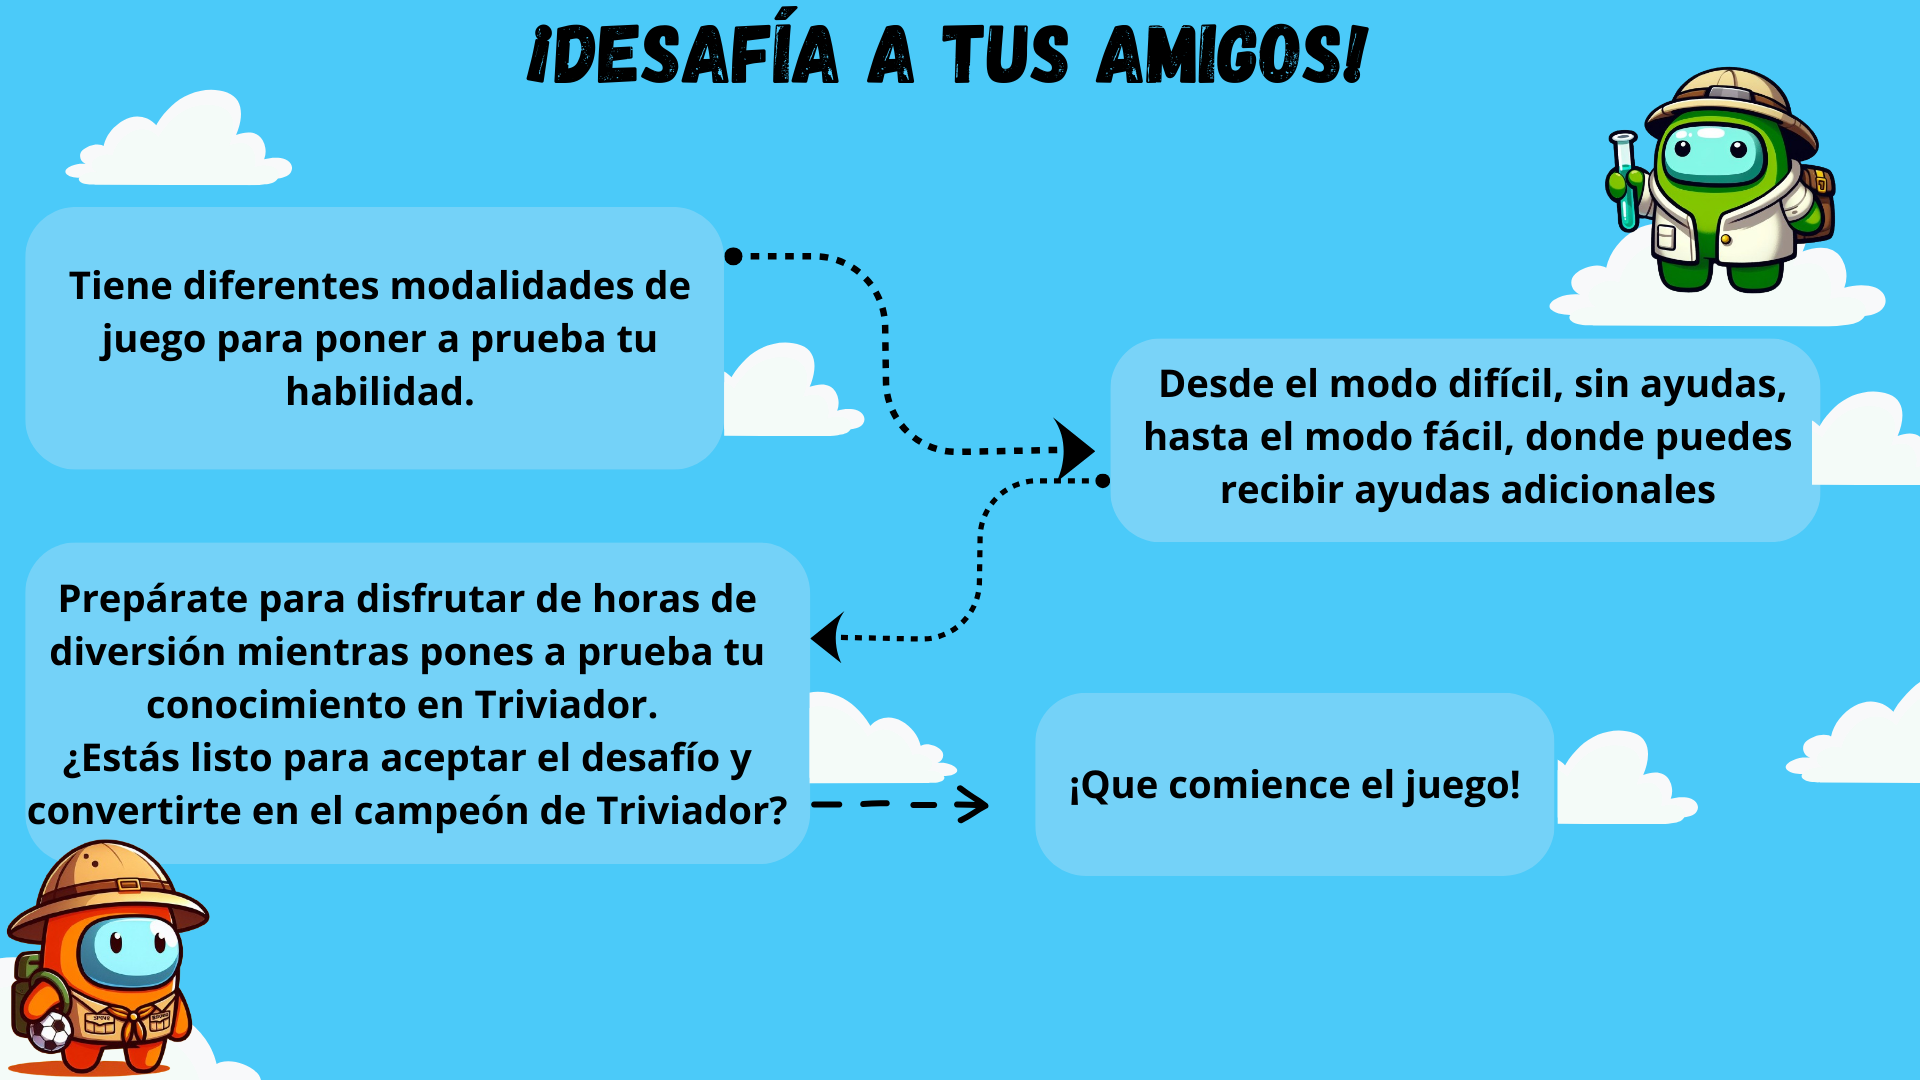 ¡DESAFÍA A TUS AMIGOS!
Tiene diferentes modalidades de
juego para poner a prueba tu
habilidad.
Desde el modo difícil, sin ayudas,
hasta el modo fácil, donde puedes
recibir ayudas adicionales
Prepárate para disfrutar de horas de
diversión mientras pones a prueba tu
conocimiento en Triviador.
¿Estás listo para aceptar el desafío y
convertirte en el campeón de Triviador?
¡Que comience el juego!